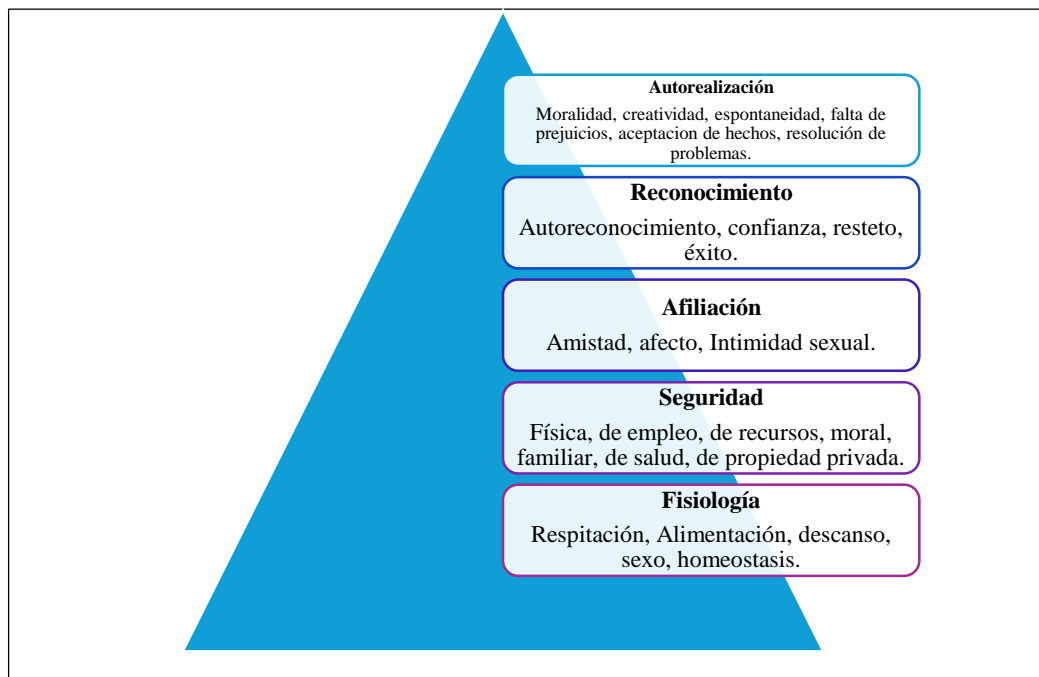 Autorealización
Moralidad, creatividad, espontaneidad, falta de
prejuicios, aceptacion de hechos, resolución de
problemas.
Reconocimiento
Autoreconocimiento, confianza, resteto,
éxito.
Afiliación
Amistad, afecto, Intimidad sexual.
Seguridad
Física, de empleo, de recursos, moral,
familiar, de salud, de propiedad privada.
Fisiología
Respitación, Alimentación, descanso,
sexo, homeostasis.